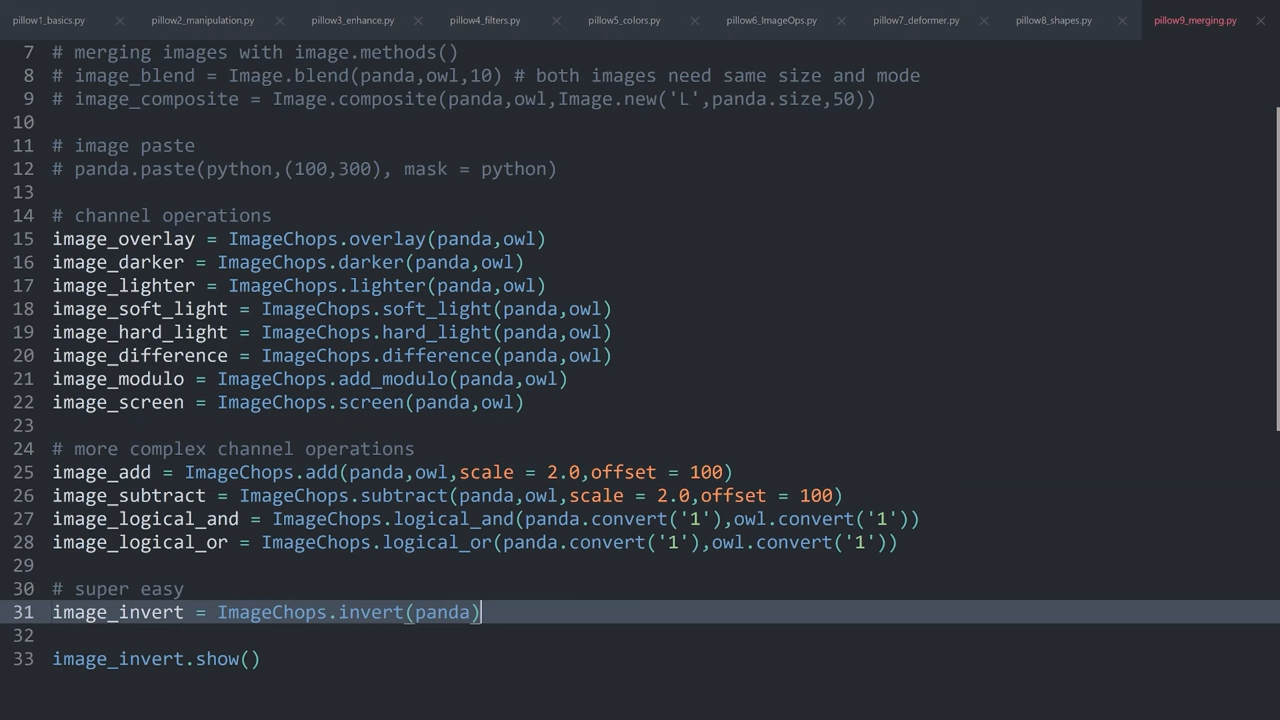 pillow1_basics.py pillow2_manipulation.py pillow3_enhance.py pillow4_filters.py pillow5_colors.py pillow6_ImageOps.py pillow7_deformer.py pillow8_shapes.py pillow9_merging.py
7 # merging images with image.methods()
8 # image_blend = Image.blend(panda,owl,10) # both images need same size and mode
9 # image_composite = Image.composite(panda,owl,Image.new('L',panda.size,50))
10
11 # image paste
12 # panda.paste(python,(100,300), mask = python)
13
14 # channel operations
15 image_overlay = ImageChops.overlay(panda,owl)
16 image_darker = ImageChops.darker(panda,owl)
17 image_lighter = ImageChops.lighter(panda,owl)
18 image_soft_light = ImageChops.soft_light(panda,owl)
19 image_hard_light = ImageChops.hard_light(panda,owl)
20 image_difference = ImageChops.difference(panda,owl)
21 image_modulo = ImageChops.add_modulo(panda,owl)
22 image_screen = ImageChops.screen(panda,owl)
23
24 # more complex channel operations
25 image_add = ImageChops.add(panda,owl,scale = 2.0,offset = 100)
26 image_subtract = ImageChops.subtract(panda,owl,scale = 2.0,offset = 100)
27 image_logical_and = ImageChops.logical_and(panda.convert('1'),owl.convert('1'))
28 image_logical_or = ImageChops.logical_or(panda.convert('1'),owl.convert('1'))
29
30 # super easy
31 image_invert = ImageChops.invert(panda)
32
33 image_invert.show()